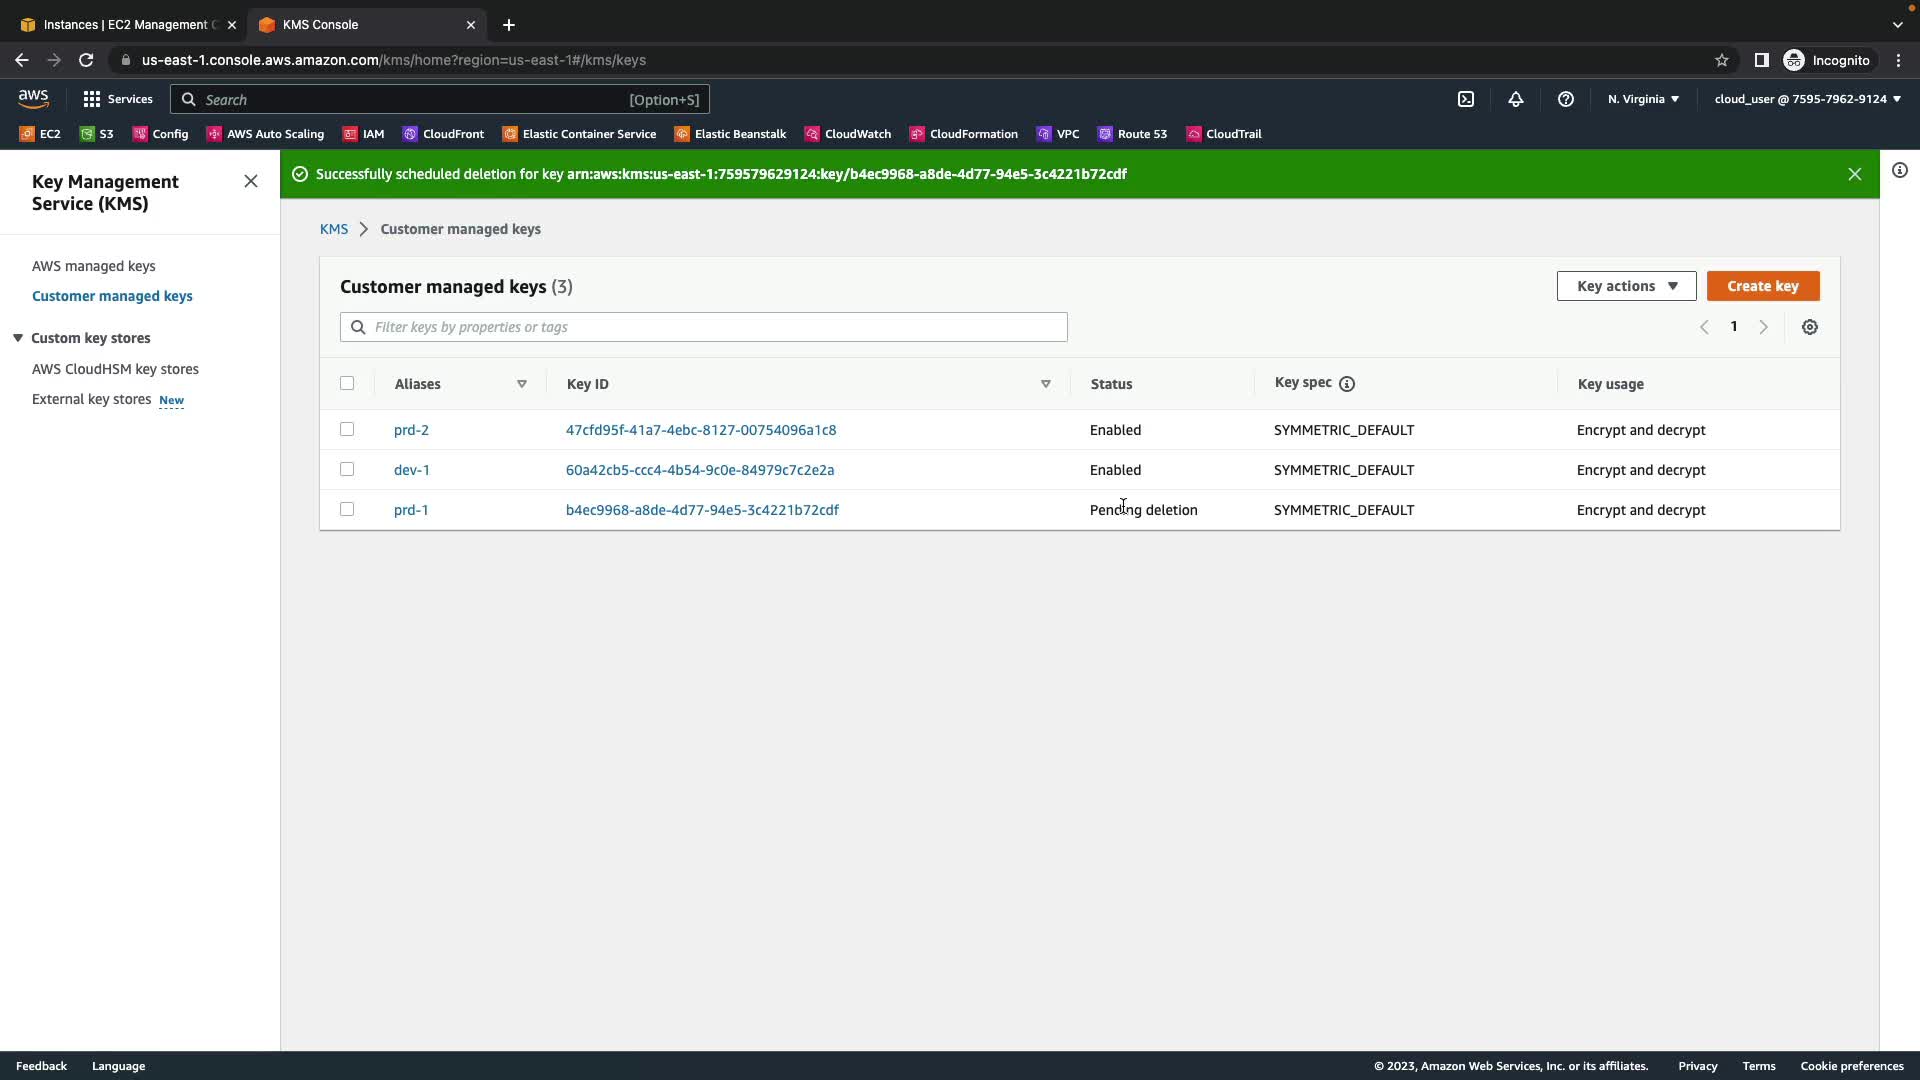 Instances | EC2 Management C
KMS Console
us-east-1.console.aws.amazon.com/kms/home?region=us-east-1#/kms/keys
Incognito
aws
Services
Search
[Option+S]
N. Virginia
cloud_user @ 7595-7962-9124
EC2
S3
Config
AWS Auto Scaling
IAM
CloudFront
Elastic Container Service
Elastic Beanstalk
CloudWatch
CloudFormation
VPC
Route 53
CloudTrail
Key Management
Service (KMS)
AWS managed keys
Customer managed keys
Custom key stores
AWS CloudHSM key stores
External key stores New
Successfully scheduled deletion for key arn:aws:kms:us-east-1:759579629124:key/b4ec9968-a8de-4d77-94e5-3c4221b72cdf
KMS > Customer managed keys
Customer managed keys (3)
Key actions
Create key
Filter keys by properties or tags
1
Aliases Key ID Status Key spec Key usage
prd-2 47cfd95f-41a7-4ebc-8127-00754096a1c8 Enabled SYMMETRIC_DEFAULT Encrypt and decrypt
dev-1 60a42cb5-ccc4-4b54-9c0e-84979c7c2e2a Enabled SYMMETRIC_DEFAULT Encrypt and decrypt
prd-1 b4ec9968-a8de-4d77-94e5-3c4221b72cdf Pending deletion SYMMETRIC_DEFAULT Encrypt and decrypt
Feedback
Language
© 2023, Amazon Web Services, Inc. or its affiliates.
Privacy
Terms
Cookie preferences